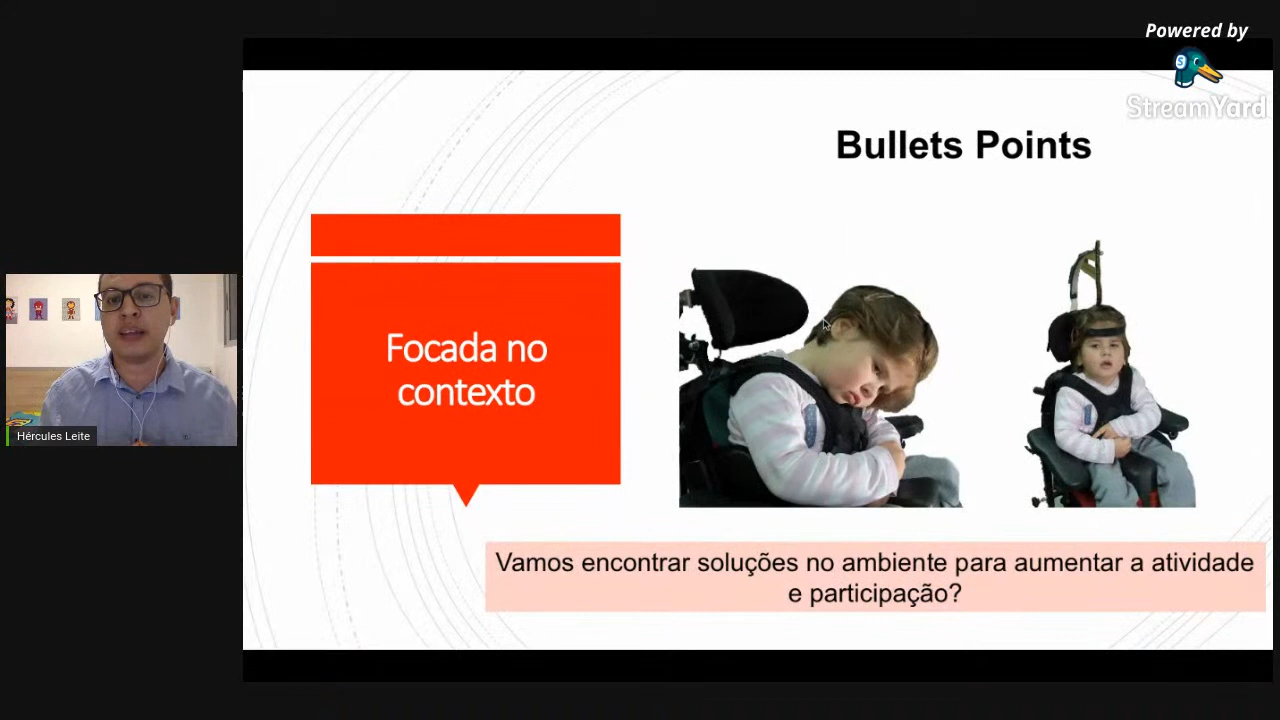 Powered by
StreamYard
Bullets Points
Focada no
contexto
Hércules Leite
Vamos encontrar soluções no ambiente para aumentar a atividade
e participação?